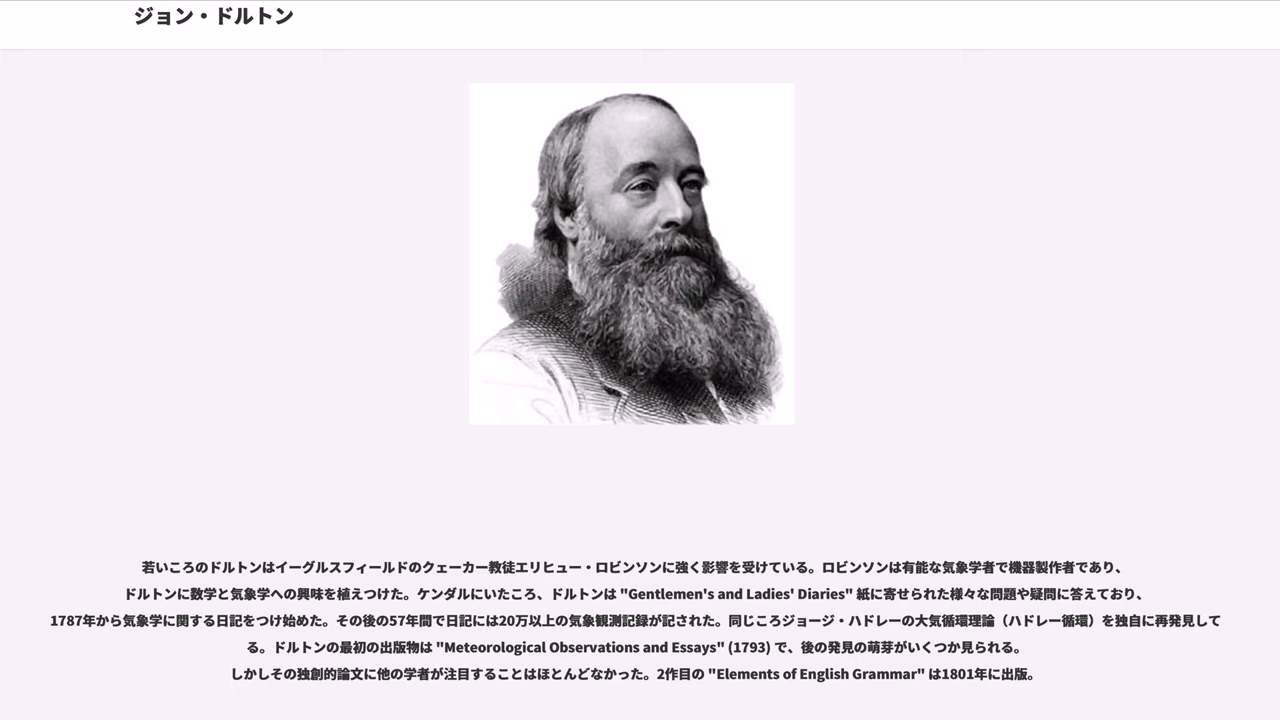 ジョン・ドルトン
若いころのドルトンはイーグルスフィールドのクェーカー教徒エリヒュー・ロビンソンに強く影響を受けている。ロビンソンは有能な気象学者で機器製作者であり、
ドルトンに数学と気象学への興味を植えつけた。ケンダルにいたころ、ドルトンは "Gentlemen's and Ladies' Diaries" 紙に寄せられた様々な問題や疑問に答えており、
1787年から気象学に関する日記をつけ始めた。その後の57年間で日記には20万以上の気象観測記録が記された。同じころジョージ・ハドレーの大気循環理論（ハドレー循環）を独自に再発見して
る。ドルトンの最初の出版物は "Meteorological Observations and Essays" (1793) で、後の発見の萌芽がいくつか見られる。
しかしその独創的論文に他の学者が注目することはほとんどなかった。2作目の "Elements of English Grammar" は1801年に出版。